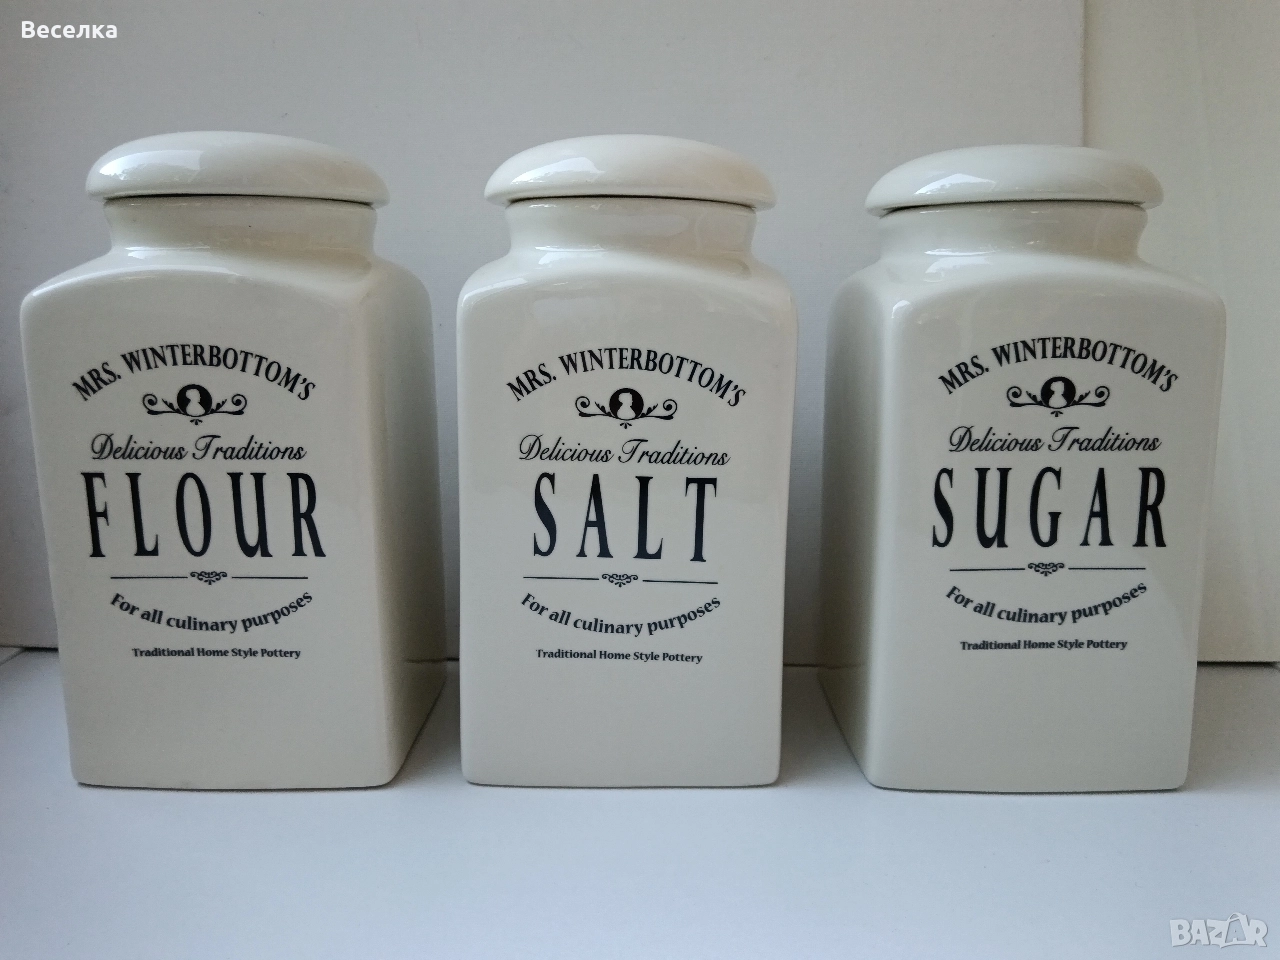 Веселка
MRS. WINTERBOTTOM'S
Delicious Traditions
FLOUR
For all culinary purposes
Traditional Home Style Pottery
MRS. WINTERBOTTOM'S
Delicious Traditions
SALT
For all culinary purposes
Traditional Home Style Pottery
MRS. WINTERBOTTOM'S
Delicious Traditions
SUGAR
For all culinary purposes
Traditional Home Style Pottery
BAZAR